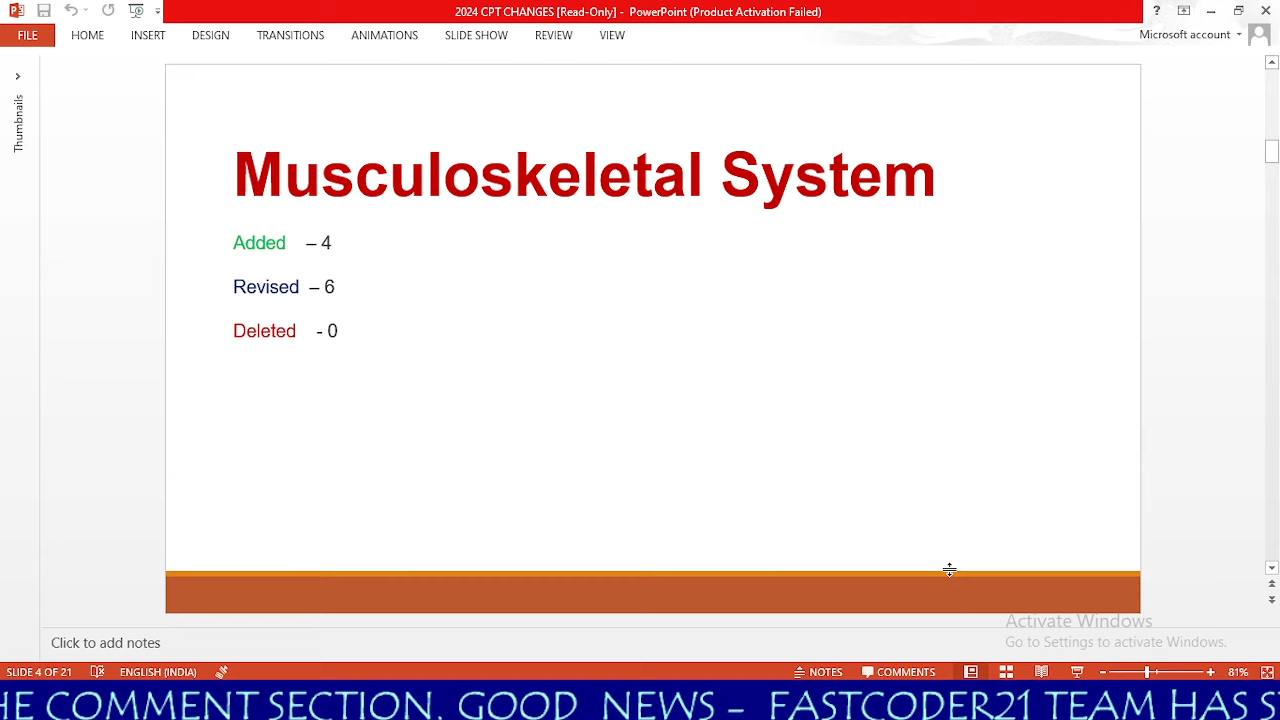 2024 CPT CHANGES [Read-Only] - PowerPoint (Product Activation Failed)
FILE HOME INSERT DESIGN TRANSITIONS ANIMATIONS SLIDE SHOW REVIEW VIEW Microsoft account
Thumbnails
Musculoskeletal System
Added – 4
Revised – 6
Deleted - 0
Activate Windows
Go to Settings to activate Windows.
Click to add notes
SLIDE 4 OF 21 ENGLISH (INDIA) NOTES COMMENTS 81%
HE COMMENT SECTION. GOOD NEWS – FASTCODER21 TEAM HAS S